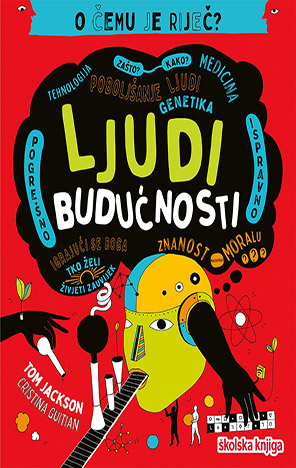 O ČEMU JE RIJEČ?
ZAŠTO?
KAKO?
TEHNOLOGIJA
MEDICINA
POBOLJŠANJE LJUDI
GENETIKA
LJUDI
BUDUĆNOSTI
POGREŠNO
ISPRAVNO
IGRAJUĆI SE BOGA
TKO ŽELI
ŽIVJETI ZAUVIJEK
ZNANOST
MORALU
???
TOM JACKSON
CRISTINA GUITIAN
školska knjiga